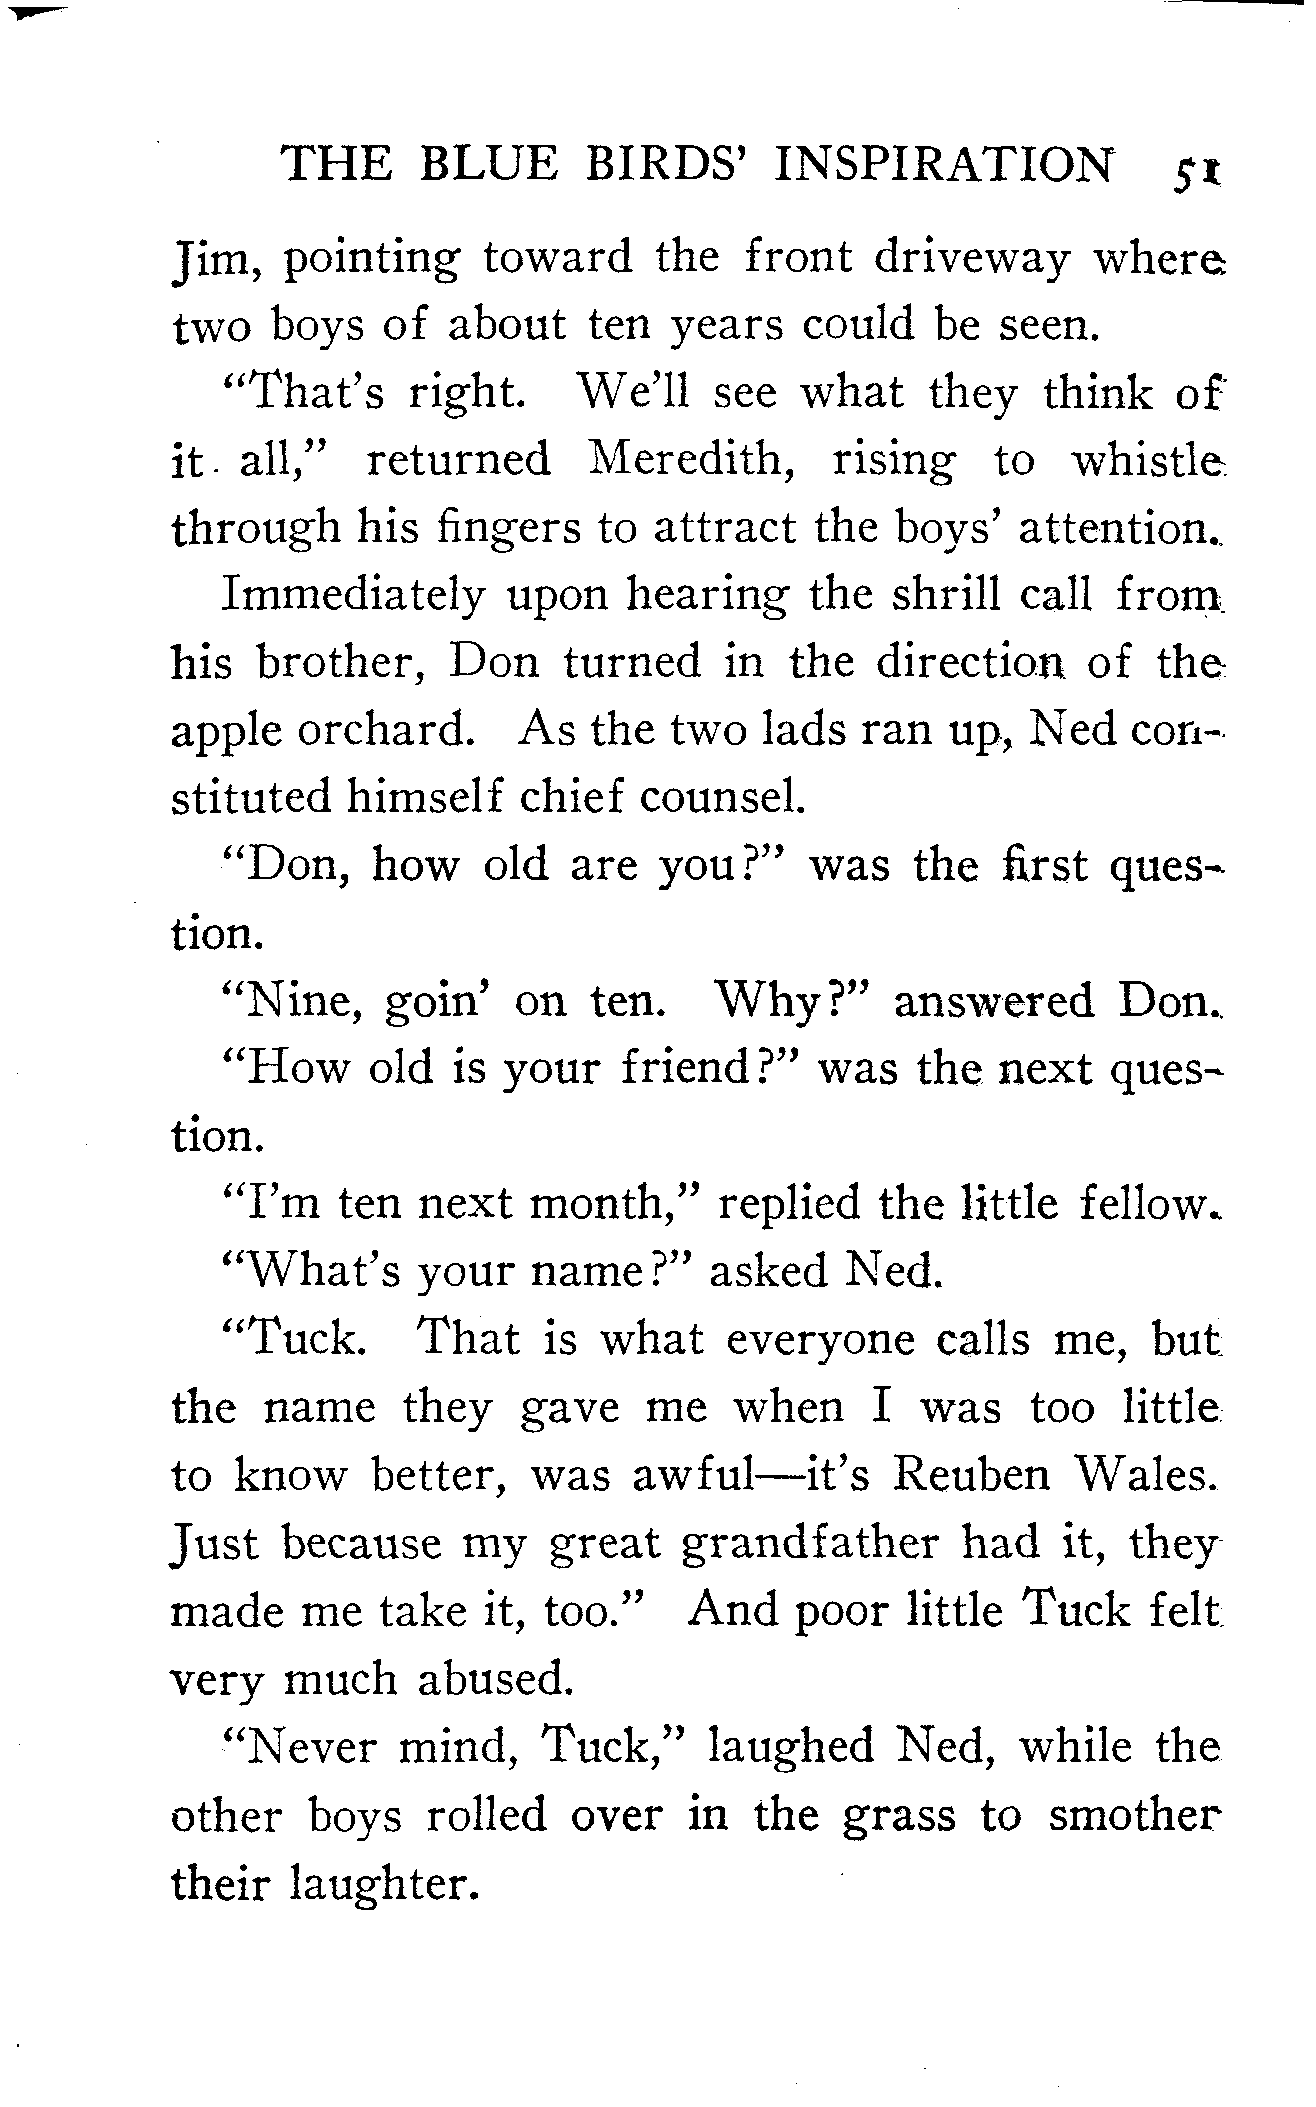 THE BLUE BIRDS' INSPIRATION 51
Jim, pointing toward the front driveway where
two boys of about ten years could be seen.
"That's right. We'll see what they think of
it all," returned Meredith, rising to whistle
through his fingers to attract the boys' attention.
Immediately upon hearing the shrill call from
his brother, Don turned in the direction of the
apple orchard. As the two lads ran up, Ned con-
stituted himself chief counsel.
"Don, how old are you?" was the first ques-
tion.
"Nine, goin' on ten. Why?" answered Don.
"How old is your friend?" was the next ques-
tion.
"I'm ten next month," replied the little fellow.
"What's your name?" asked Ned.
"Tuck. That is what everyone calls me, but
the name they gave me when I was too little
to know better, was awful—it's Reuben Wales.
Just because my great grandfather had it, they
made me take it, too." And poor little Tuck felt
very much abused.
"Never mind, Tuck," laughed Ned, while the
other boys rolled over in the grass to smother
their laughter.